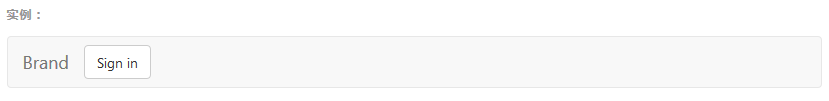 实例：
Brand Sign in